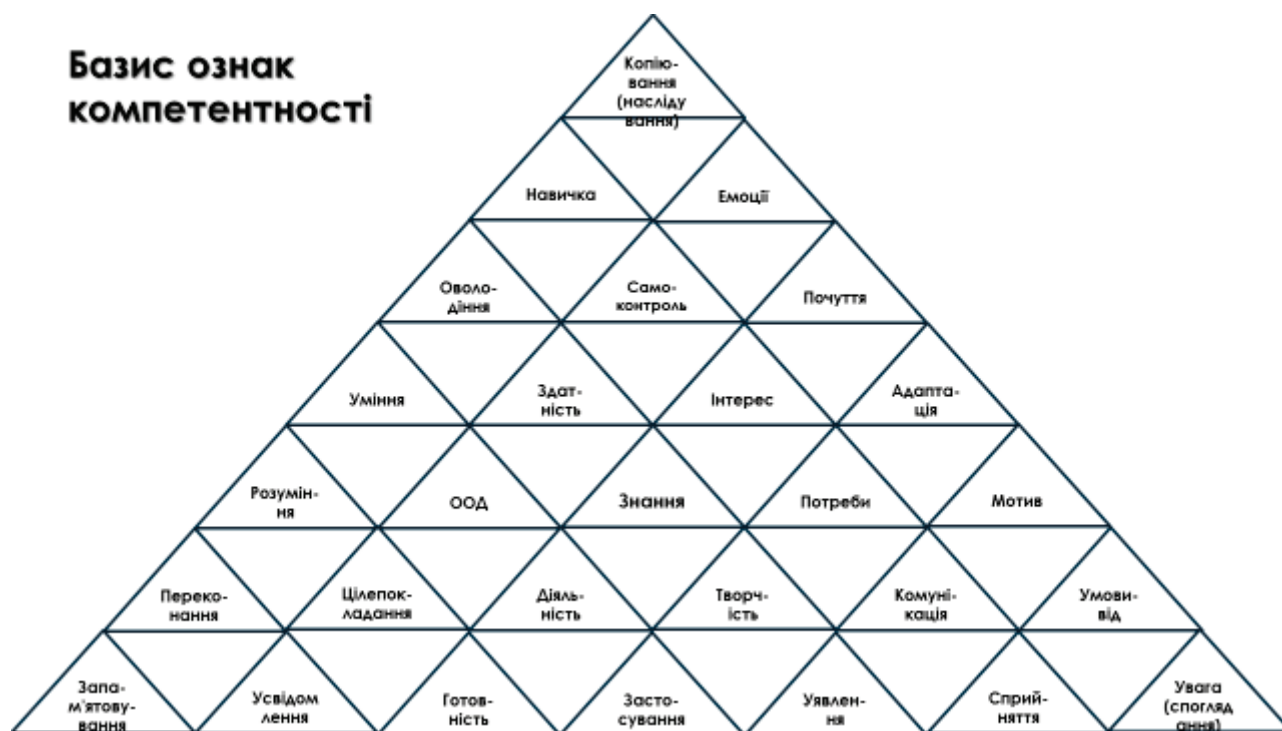 Базис ознак
компетентності
Копію-
вання
(насліду
вання)
Навичка
Емоції
Оволо-
діння
Само-
контроль
Почуття
Уміння
Здат-
ність
Інтерес
Адапта-
ція
Розумін-
ня
ООД
Знання
Потреби
Мотив
Переко-
нання
Цілепок-
ладання
Діяль-
ність
Творч-
ість
Комуні-
кація
Умови-
від
Запа-
м'ятову-
вання
Усвідом
лення
Готов-
ність
Засто-
сування
Уявлен-
ня
Сприй-
няття
Увага
(спогляд
ання)